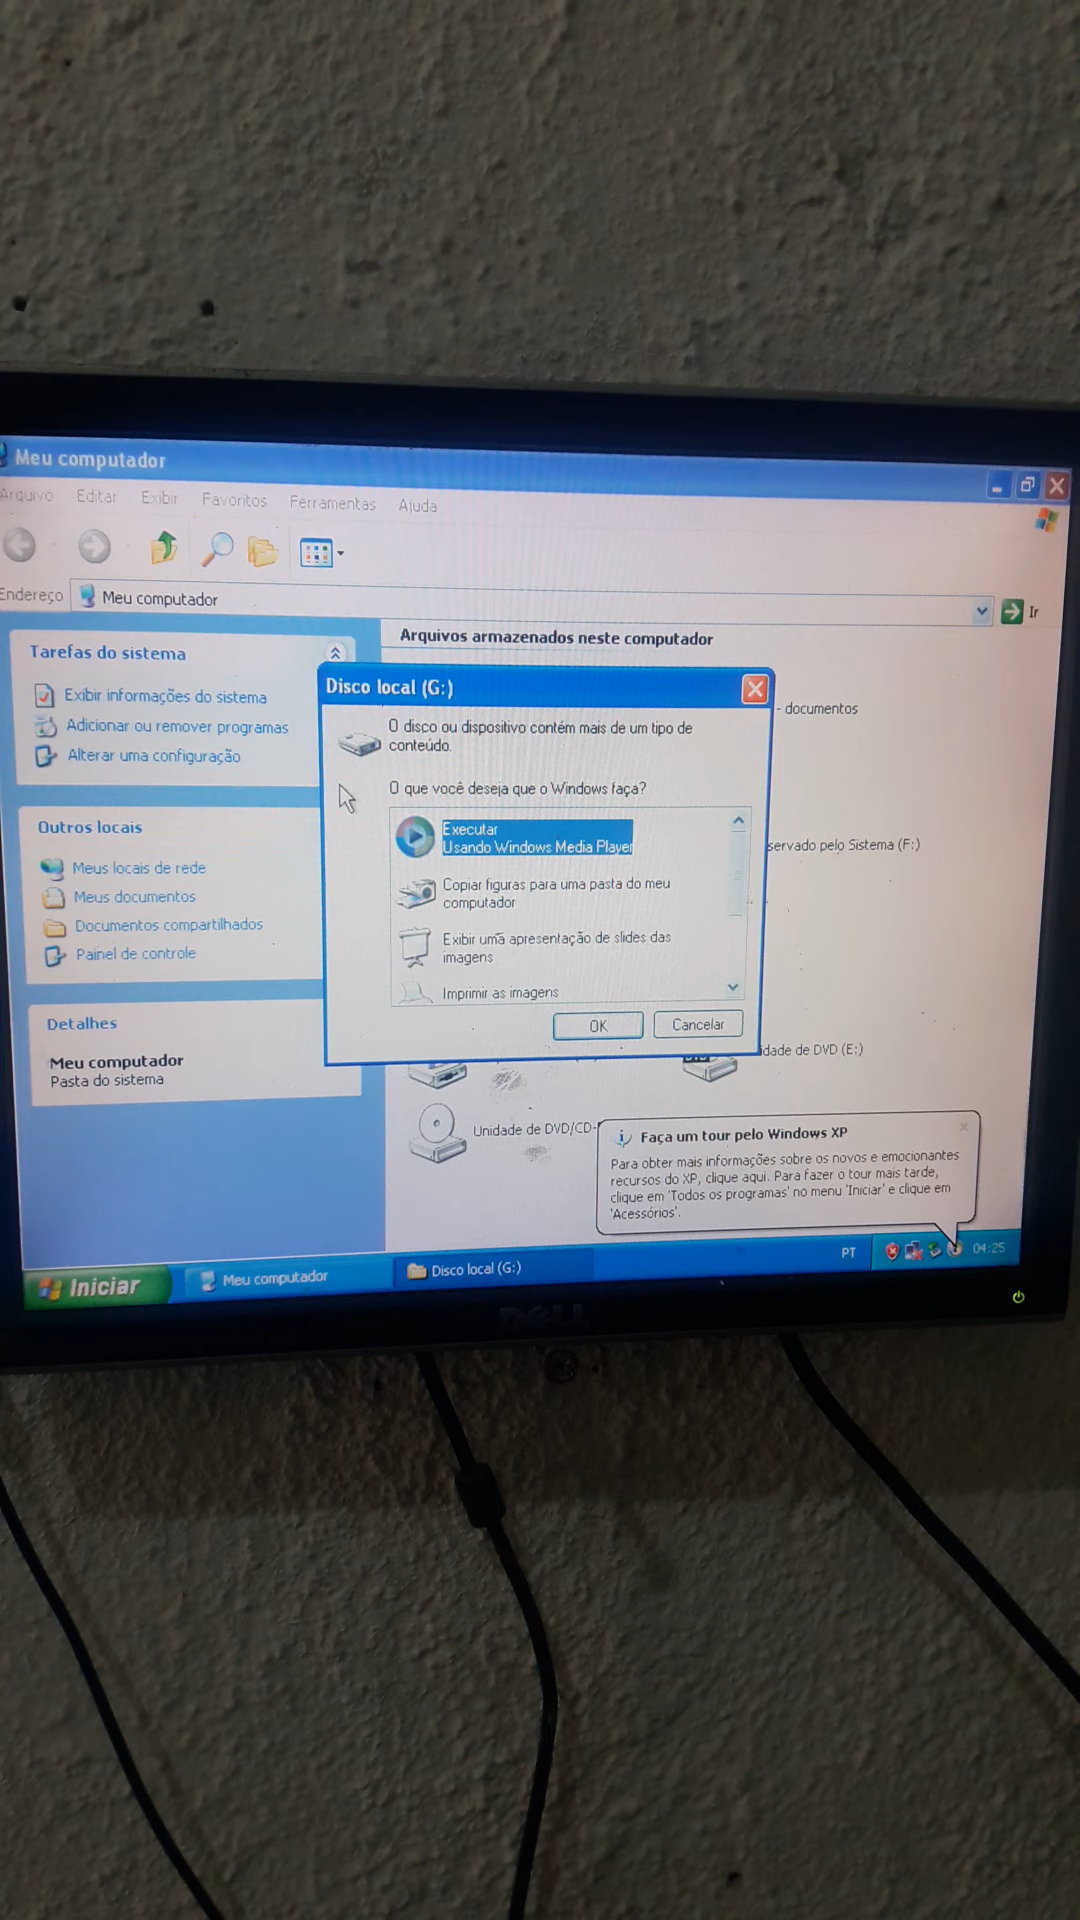 Meu computador
Arquivo Editar Exibir Favoritos Ferramentas Ajuda
Endereço Meu computador Ir
Tarefas do sistema
Exibir informações do sistema
Adicionar ou remover programas
Alterar uma configuração
Outros locais
Meus locais de rede
Meus documentos
Documentos compartilhados
Painel de controle
Detalhes
Meu computador
Pasta do sistema
Arquivos armazenados neste computador
- documentos
servado pelo Sistema (F:)
idade de DVD (E:)
Unidade de DVD/CD-
Disco local (G:)
O disco ou dispositivo contém mais de um tipo de
conteúdo.
O que você deseja que o Windows faça?
Executar
Usando Windows Media Player
Copiar figuras para uma pasta do meu
computador
Exibir uma apresentação de slides das
imagens
Imprimir as imagens
OK Cancelar
Faça um tour pelo Windows XP
Para obter mais informações sobre os novos e emocionantes
recursos do XP, clique aqui. Para fazer o tour mais tarde,
clique em 'Todos os programas' no menu 'Iniciar' e clique em
'Acessórios'.
Iniciar Meu computador Disco local (G:) PT 04:25
DELL